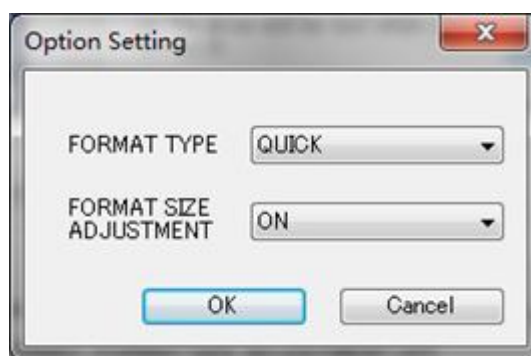 Option Setting
FORMAT TYPE QUICK
FORMAT SIZE
ADJUSTMENT ON
OK Cancel